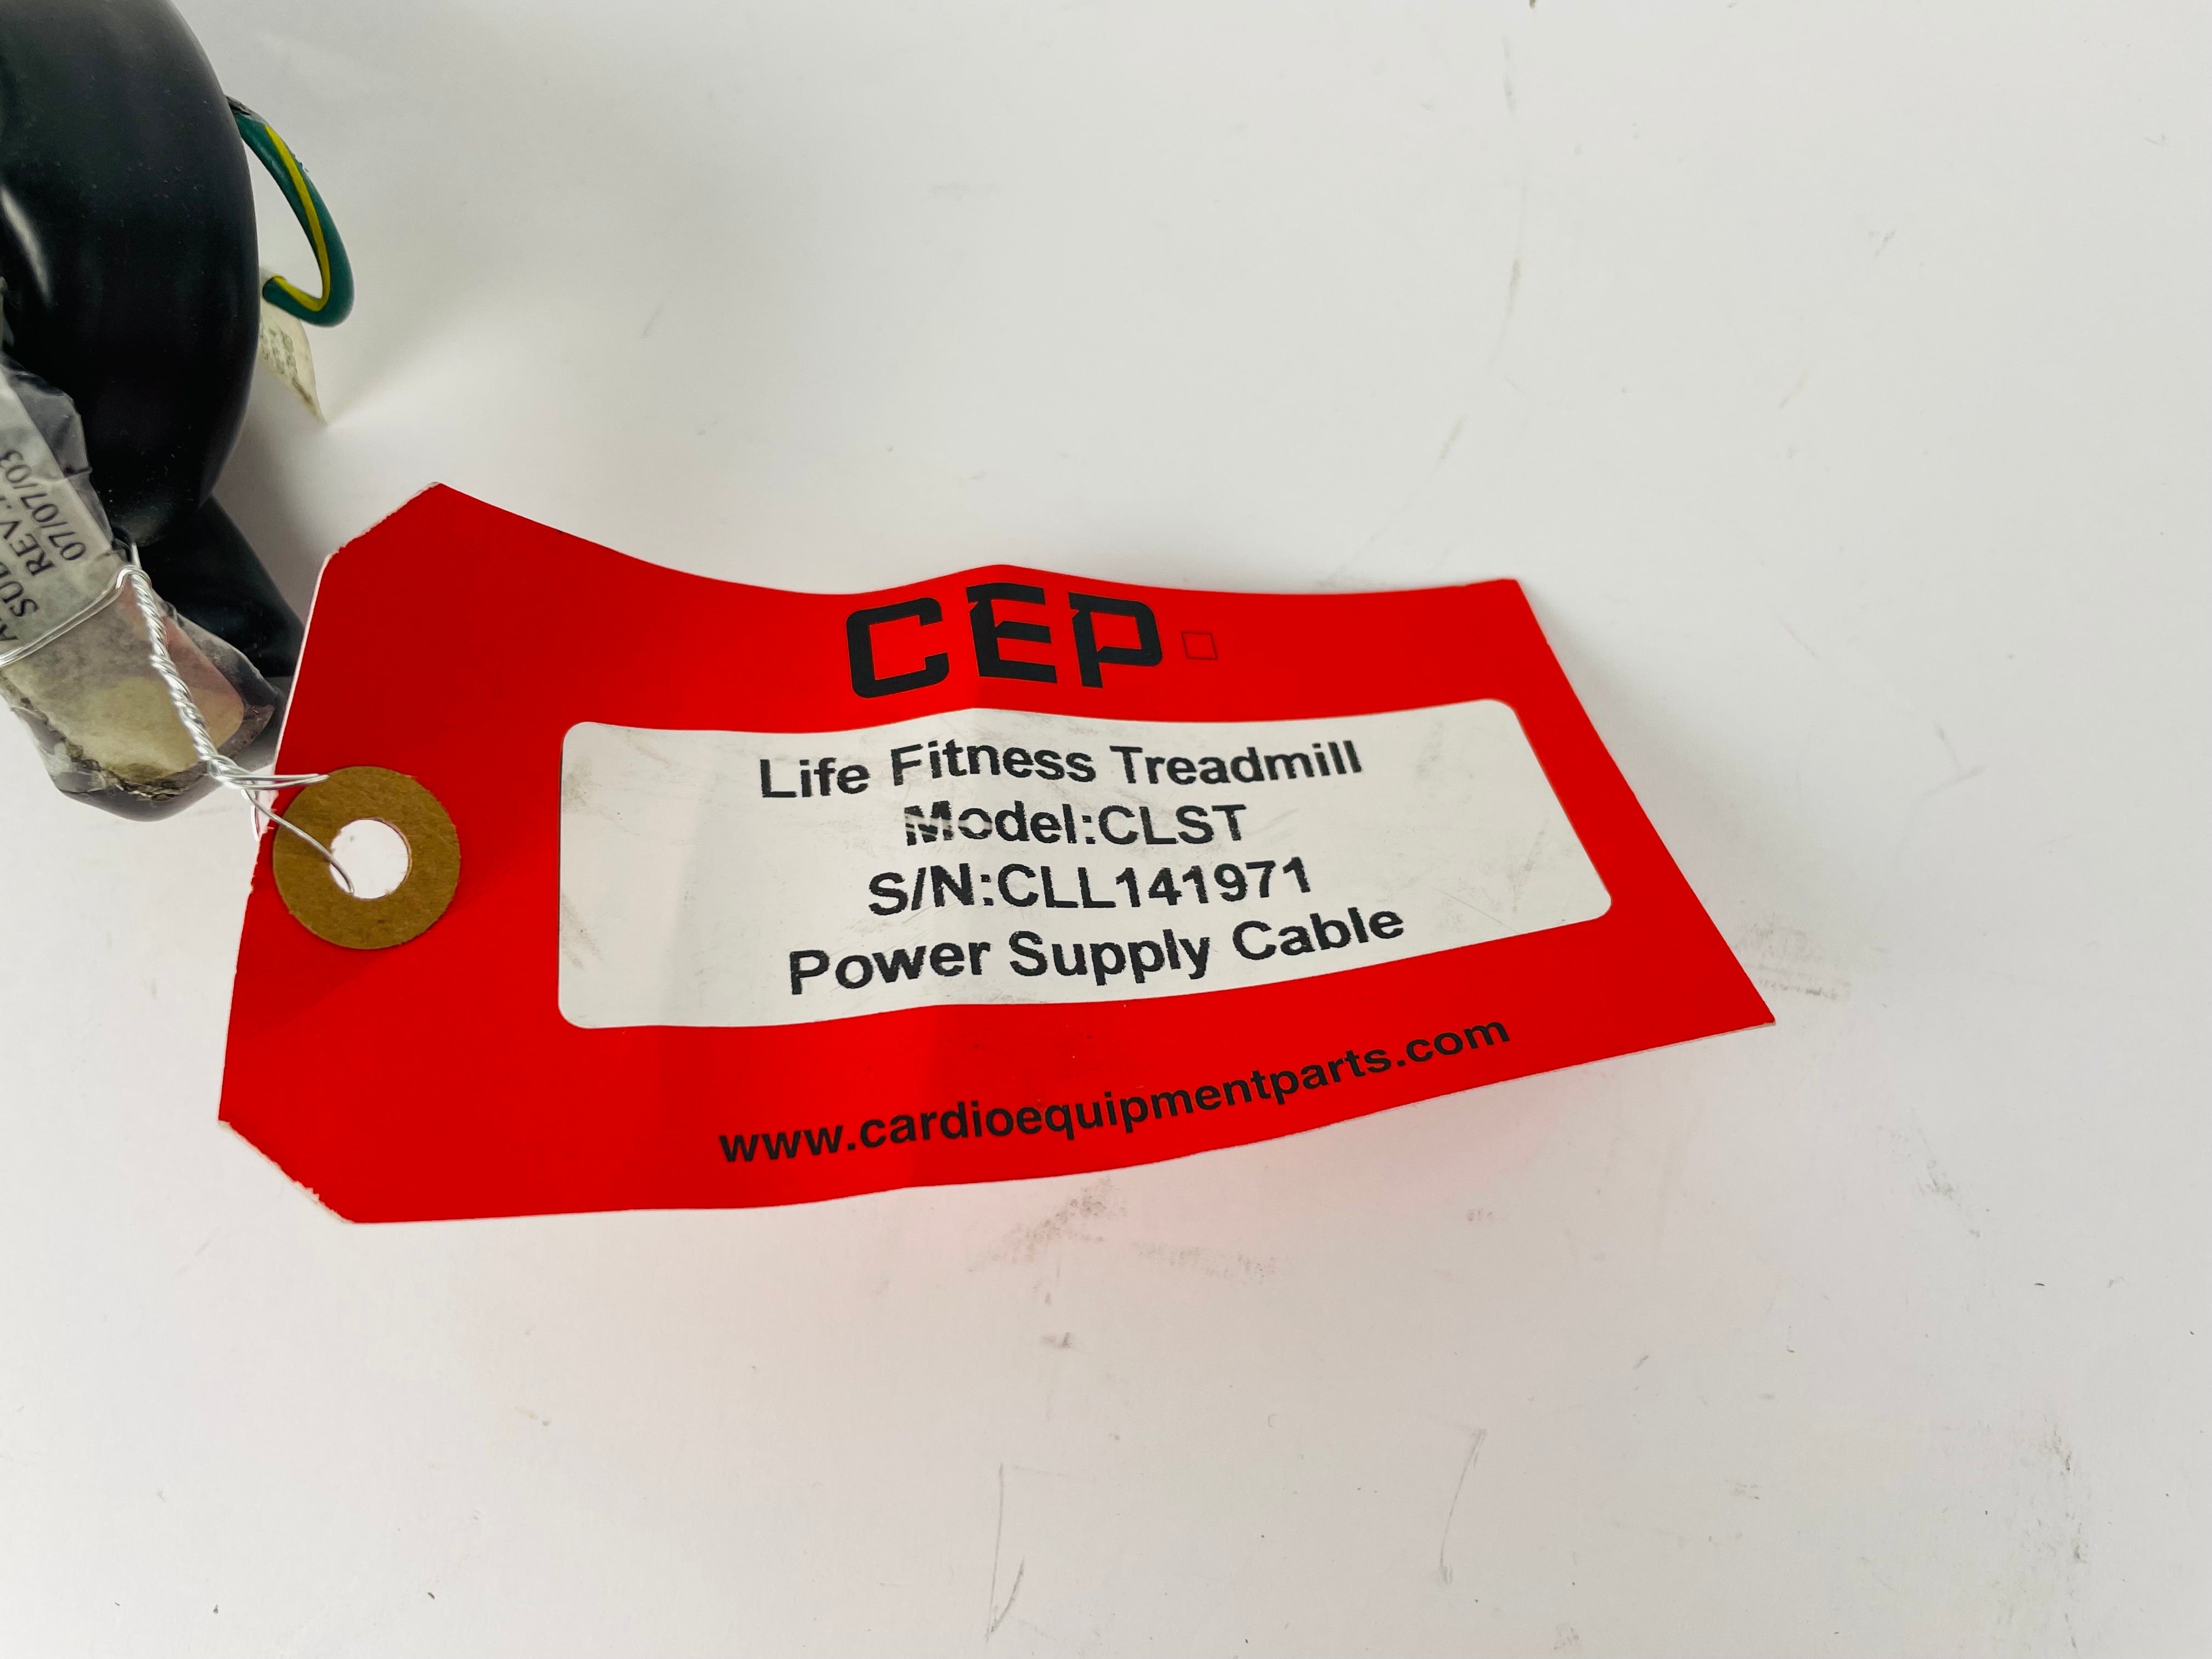 CEP
Life Fitness Treadmill
Model:CLST
S/N:CLL141971
Power Supply Cable
www.cardioequipmentparts.com
REV.
07/07/03